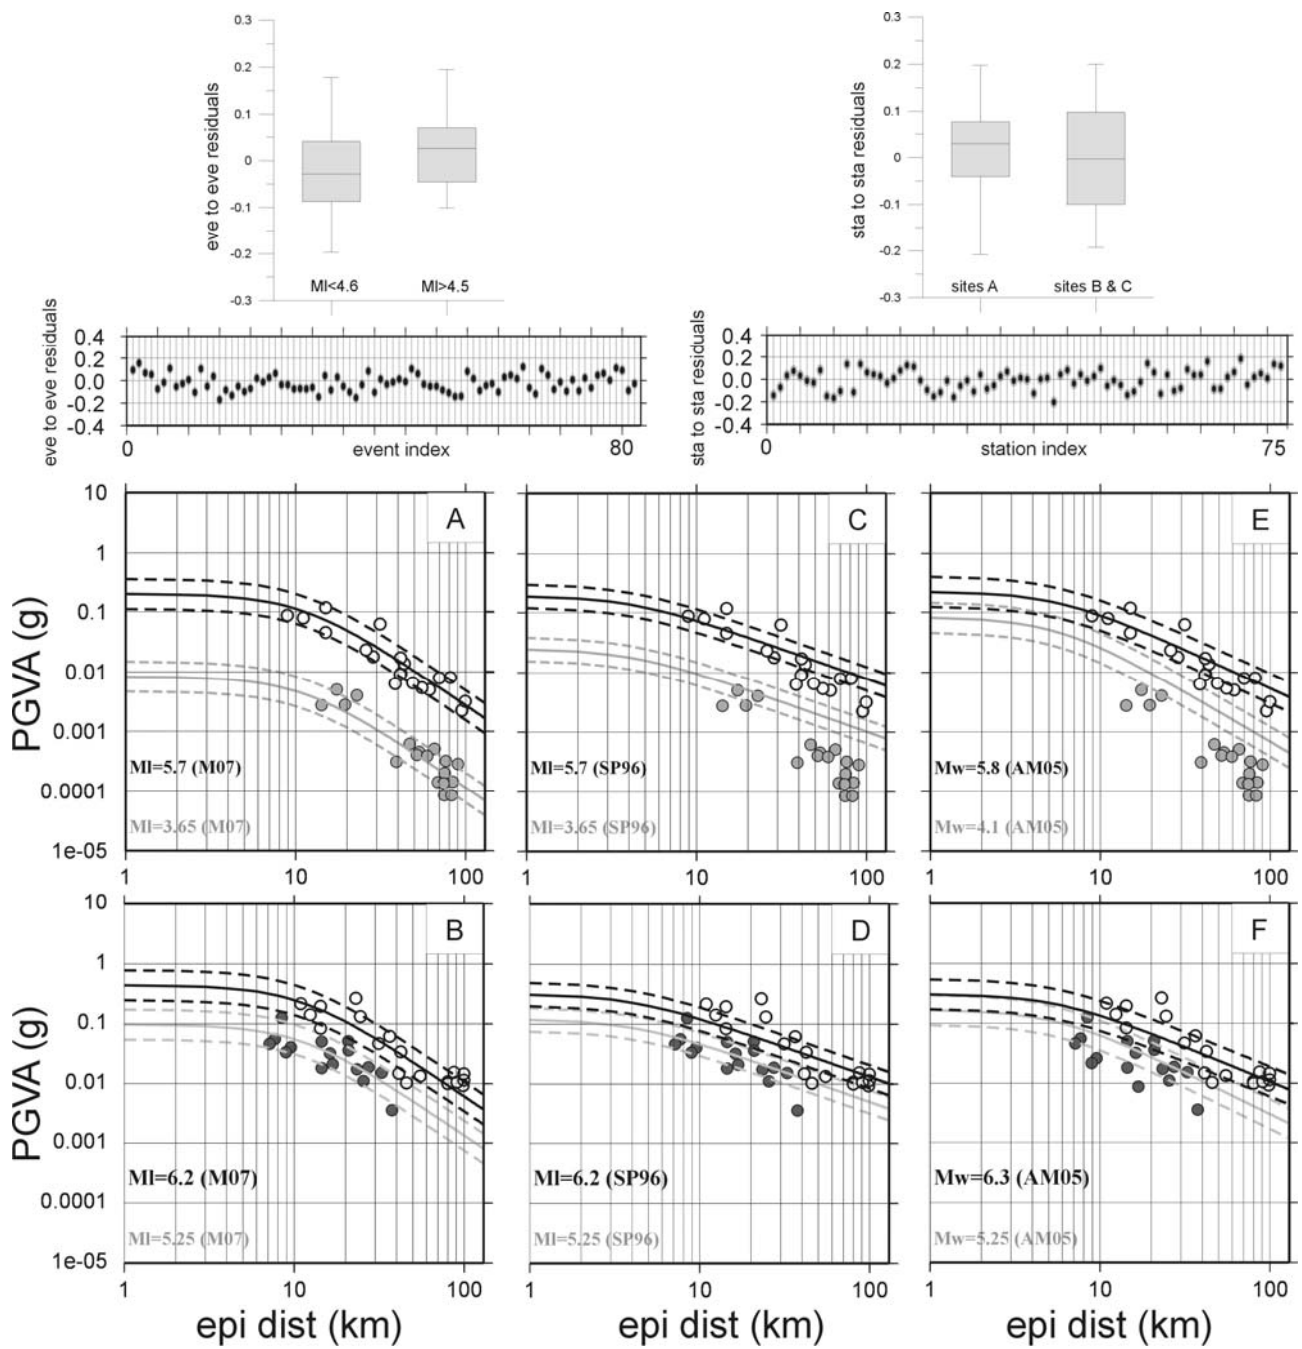 0.3
0.2
0.1
0
-0.1
-0.2
-0.3
eve to eve residuals
Ml<4.6
Ml>4.5
0.3
0.2
0.1
0
-0.1
-0.2
-0.3
sta to sta residuals
sites A
sites B & C
eve to eve residuals
0.4
0.2
0.0
-0.2
-0.4
0
event index
80
sta to sta residuals
0.4
0.2
0.0
-0.2
-0.4
0
station index
75
PGVA (g)
10
1
0.1
0.01
0.001
0.0001
1e-05
A
Ml=5.7 (M07)
Ml=3.65 (M07)
1
10
100
C
Ml=5.7 (SP96)
Ml=3.65 (SP96)
1
10
100
E
Mw=5.8 (AM05)
Mw=4.1 (AM05)
1
10
100
PGVA (g)
10
1
0.1
0.01
0.001
0.0001
1e-05
B
Ml=6.2 (M07)
Ml=5.25 (M07)
1
10
100
epi dist (km)
D
Ml=6.2 (SP96)
Ml=5.25 (SP96)
1
10
100
epi dist (km)
F
Mw=6.3 (AM05)
Mw=5.25 (AM05)
1
10
100
epi dist (km)